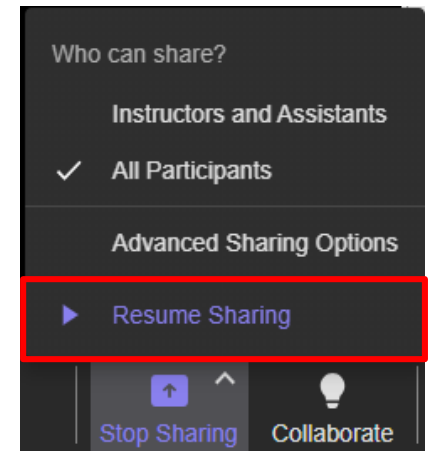 Who can share?
Instructors and Assistants
All Participants
Advanced Sharing Options
Resume Sharing
Stop Sharing
Collaborate